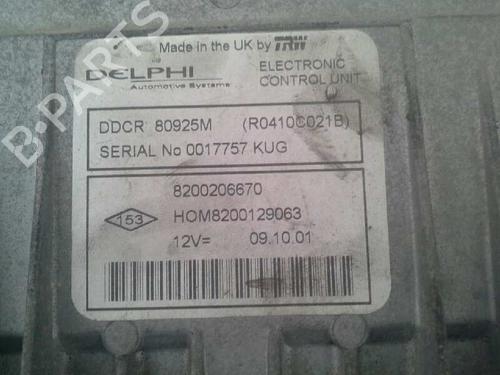 Made in the UK by TRW
DELPHI
Automotive Systems
ELECTRONIC
CONTROL UNIT
DDCR 80925M (R0410C021B)
SERIAL No 0017757 KUG
8200206670
153
HOM8200129063
12V= 09.10.01
B-PARTS